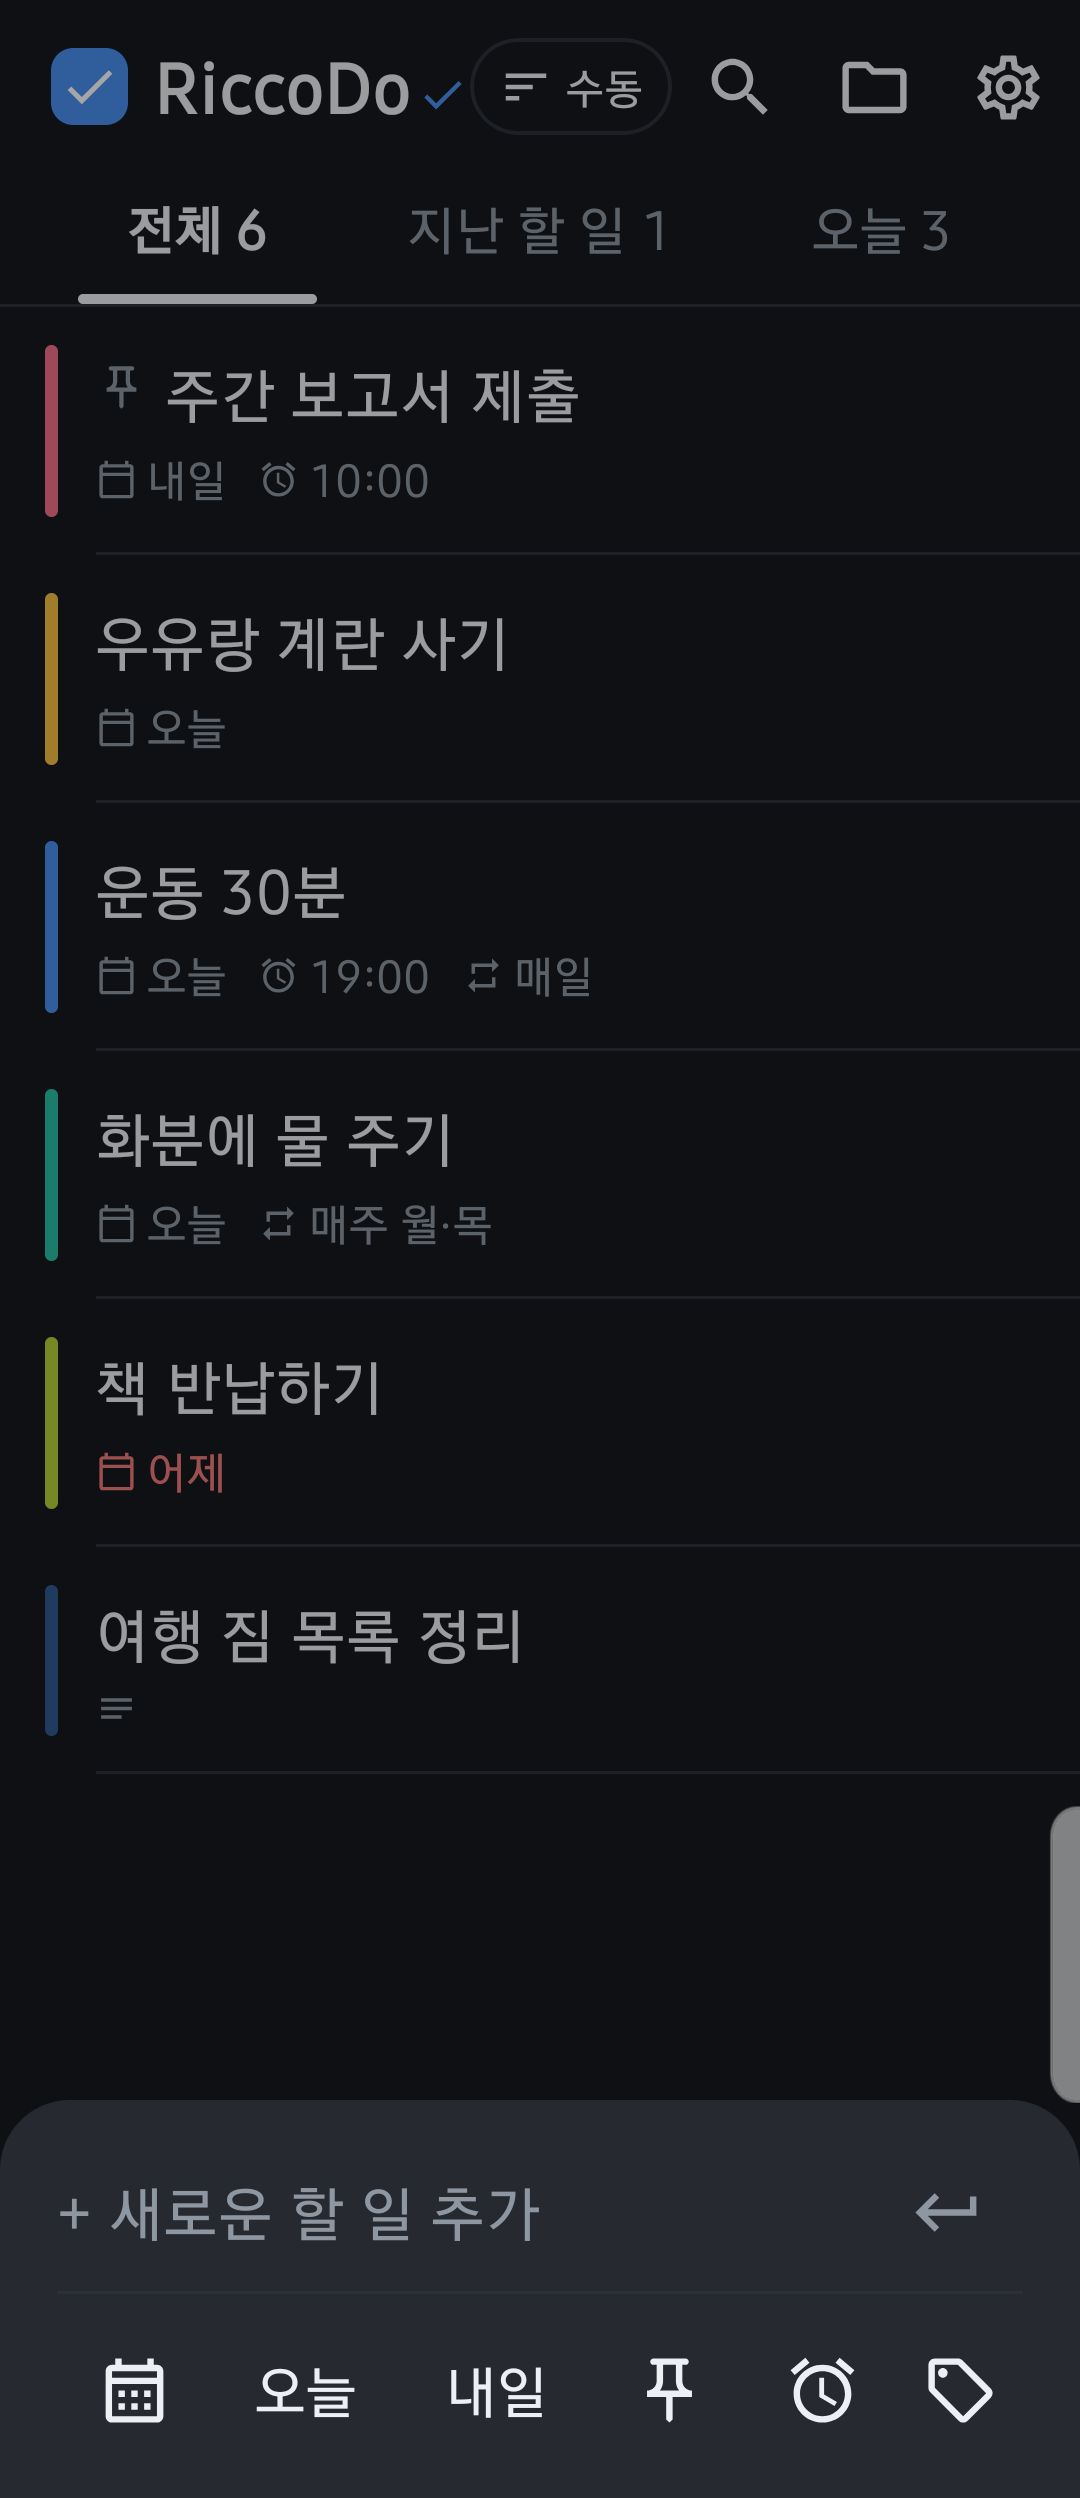 RiccoDo 수동
전체 6 지난 할 일 1 오늘 3
주간 보고서 제출
내일 10:00
우유랑 계란 사기
오늘
운동 30분
오늘 19:00 매일
화분에 물 주기
오늘 매주 월·목
책 반납하기
어제
여행 짐 목록 정리
+ 새로운 할 일 추가
오늘 내일